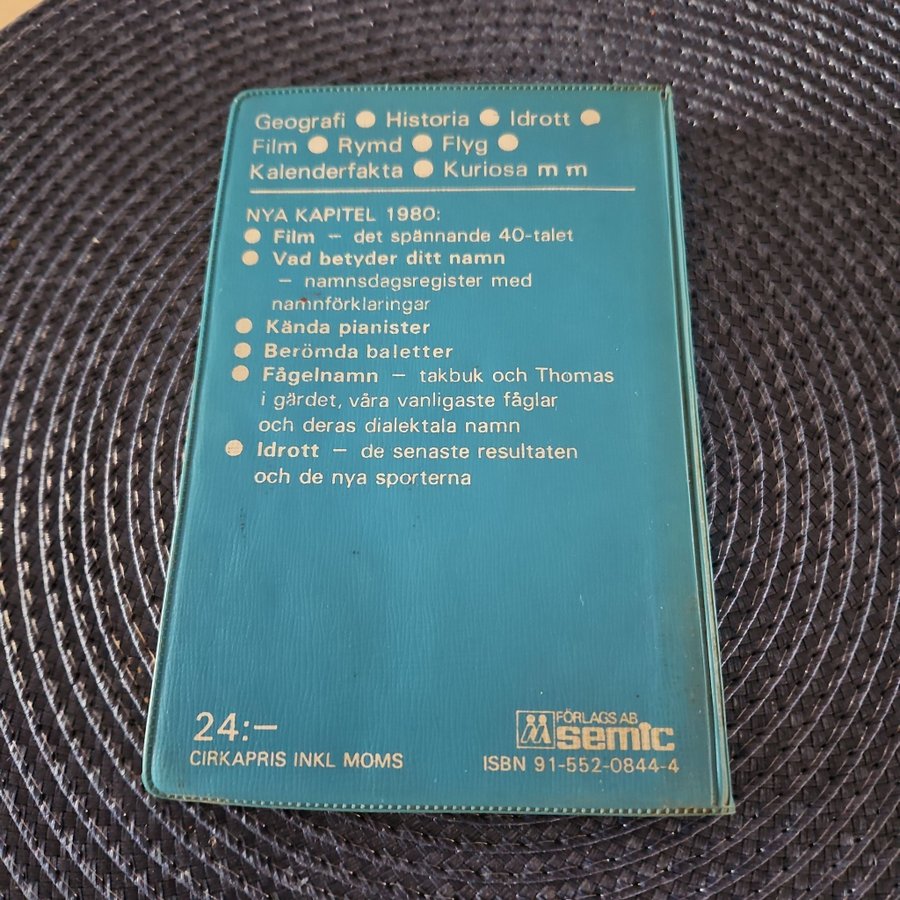 Geografi ● Historia ● Idrott ●
Film ● Rymd ● Flyg ●
Kalenderfakta ● Kuriosa m m
NYA KAPITEL 1980:
● Film – det spännande 40-talet
● Vad betyder ditt namn
– namnsdagsregister med
namnförklaringar
● Kända pianister
● Berömda baletter
● Fågelnamn – takbuk och Thomas
i gärdet, våra vanligaste fåglar
och deras dialektala namn
● Idrott – de senaste resultaten
och de nya sporterna
24:–
CIRKAPRIS INKL MOMS
FÖRLAGS AB
semic
ISBN 91-552-0844-4